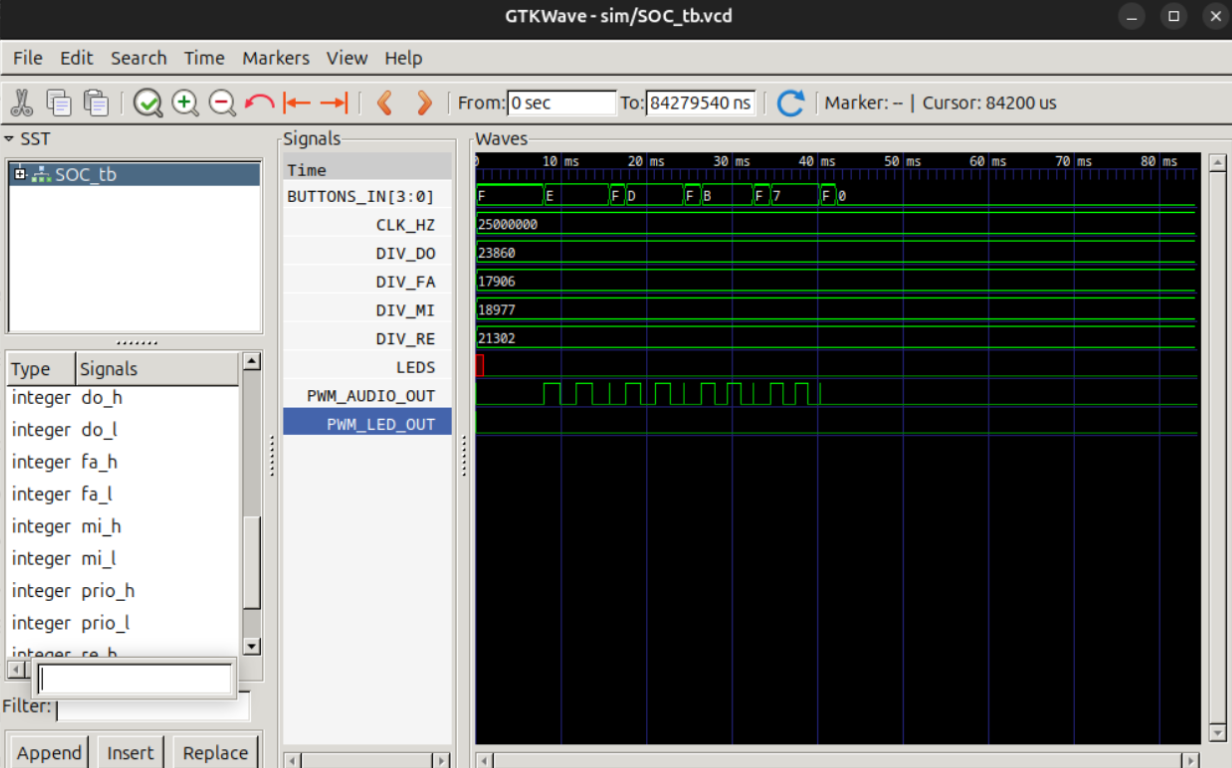 GTKWave - sim/SOC_tb.vcd
File Edit Search Time Markers View Help
From: 0 sec To: 84279540 ns Marker: -- | Cursor: 84200 us
SST
SOC_tb
Type Signals
integer do_h
integer do_l
integer fa_h
integer fa_l
integer mi_h
integer mi_l
integer prio_h
integer prio_l
integer re_h
Filter:
Append Insert Replace
Signals
Time
BUTTONS_IN[3:0]
CLK_HZ
DIV_DO
DIV_FA
DIV_MI
DIV_RE
LEDS
PWM_AUDIO_OUT
PWM_LED_OUT
Waves
10 ms 20 ms 30 ms 40 ms 50 ms 60 ms 70 ms 80 ms
F E F D F B F 7 F 0
25000000
23860
17906
18977
21302